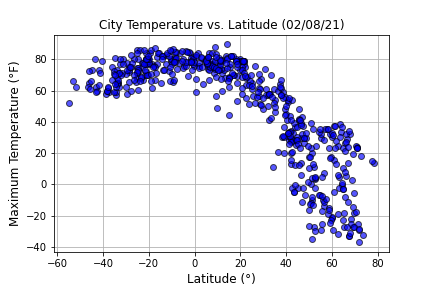 City Temperature vs. Latitude (02/08/21)
Maximum Temperature (°F)
80
60
40
20
0
−20
−40
−60 −40 −20 0 20 40 60 80
Latitude (°)